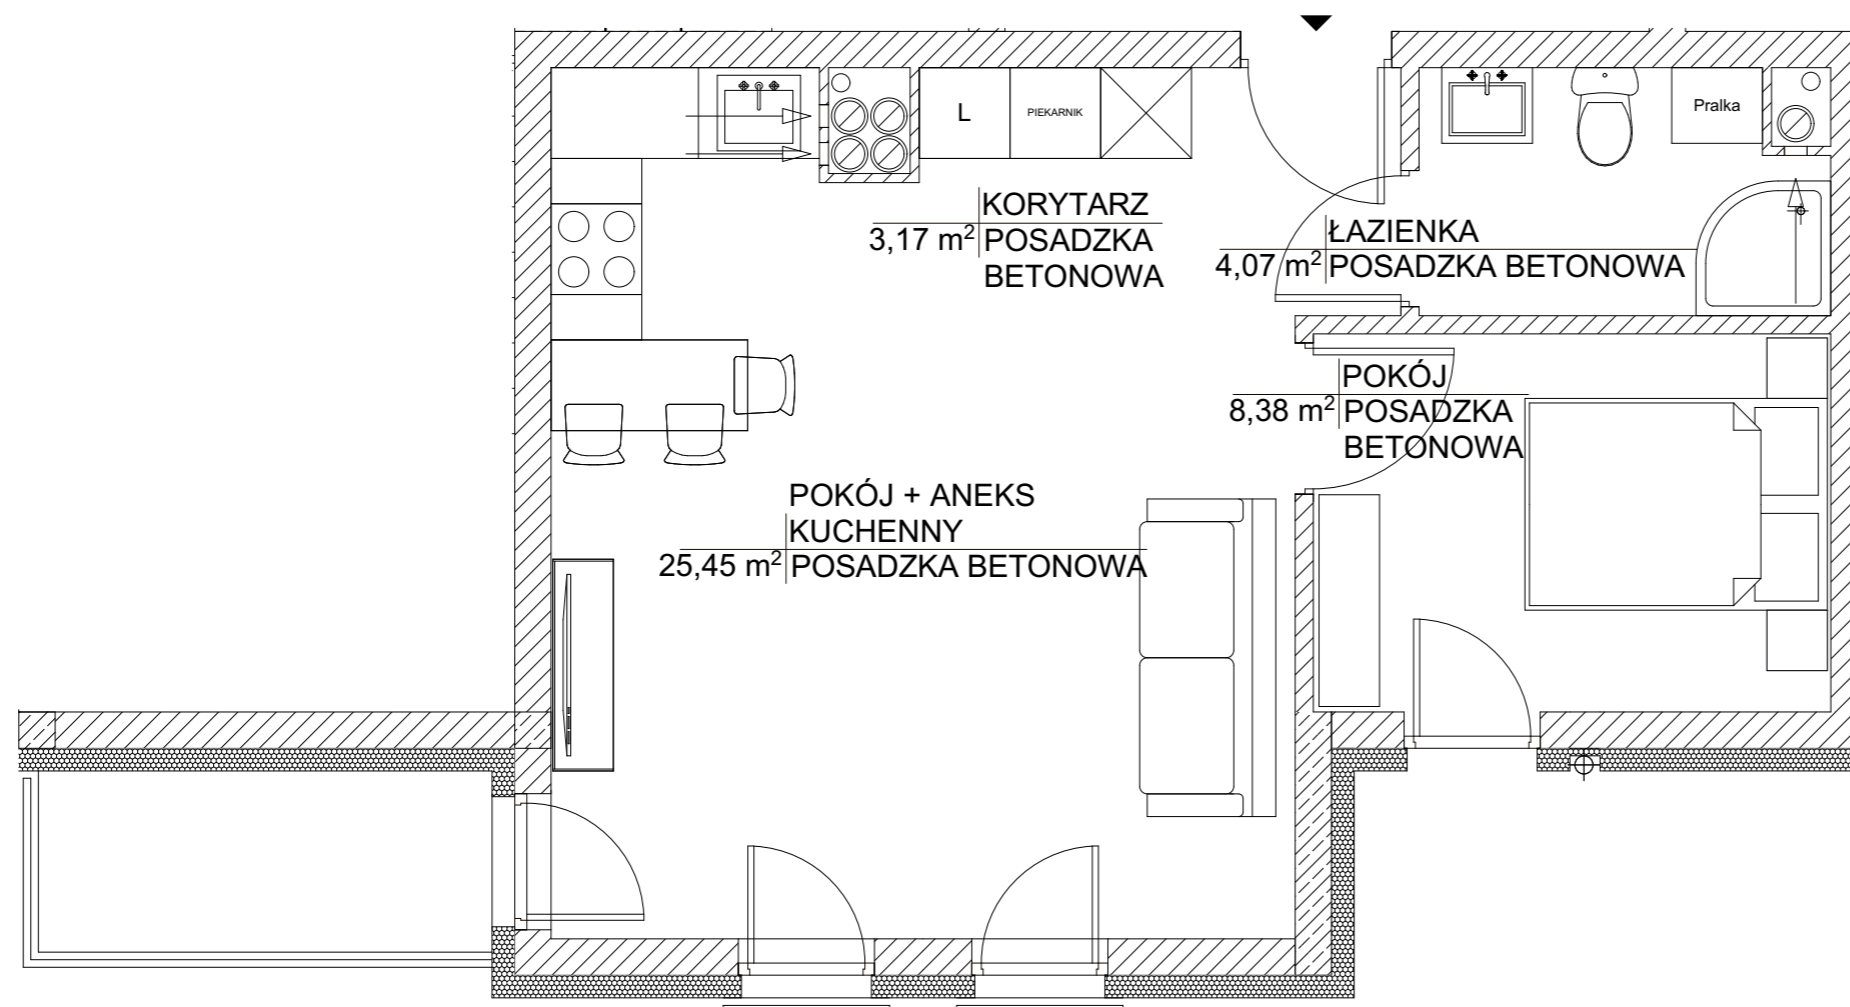 L
PIEKARNIK
Pralka
KORYTARZ
3,17 m² POSADZKA
BETONOWA
ŁAZIENKA
4,07 m² POSADZKA BETONOWA
POKÓJ
8,38 m² POSADZKA
BETONOWA
POKÓJ + ANEKS
KUCHENNY
25,45 m² POSADZKA BETONOWA